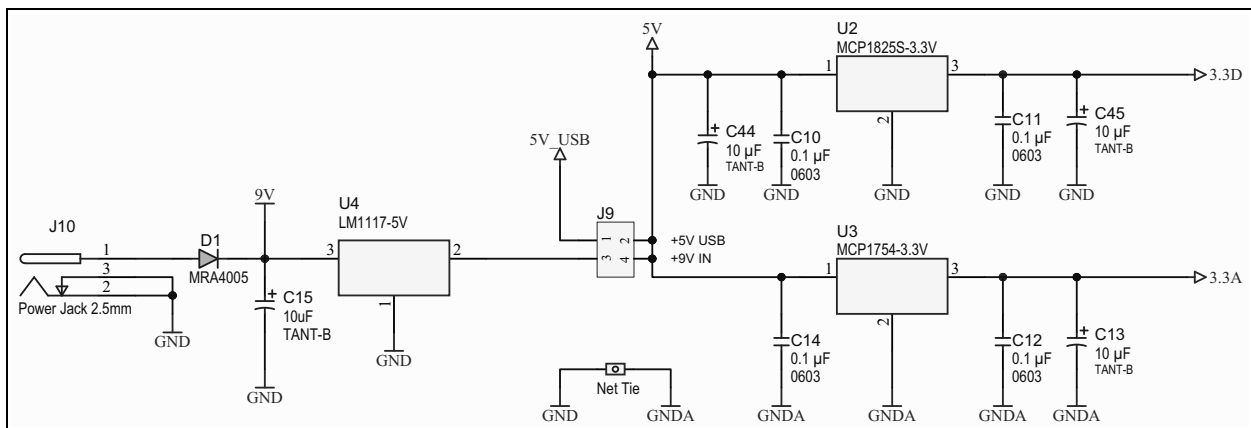 J10
1
3
2
Power Jack 2.5mm
GND
D1
MRA4005
9V
C15
10uF
TANT-B
GND
U4
LM1117-5V
3
2
1
GND
5V_USB
J9
1
2
3
4
+5V USB
+9V IN
5V
C44
10 µF
TANT-B
GND
C10
0.1 µF
0603
GND
U2
MCP1825S-3.3V
1
3
2
GND
C11
0.1 µF
0603
GND
C45
10 µF
TANT-B
GND
3.3D
U3
MCP1754-3.3V
1
3
2
GNDA
C14
0.1 µF
0603
GNDA
C12
0.1 µF
0603
GNDA
C13
10 µF
TANT-B
GNDA
3.3A
Net Tie
GND
GNDA